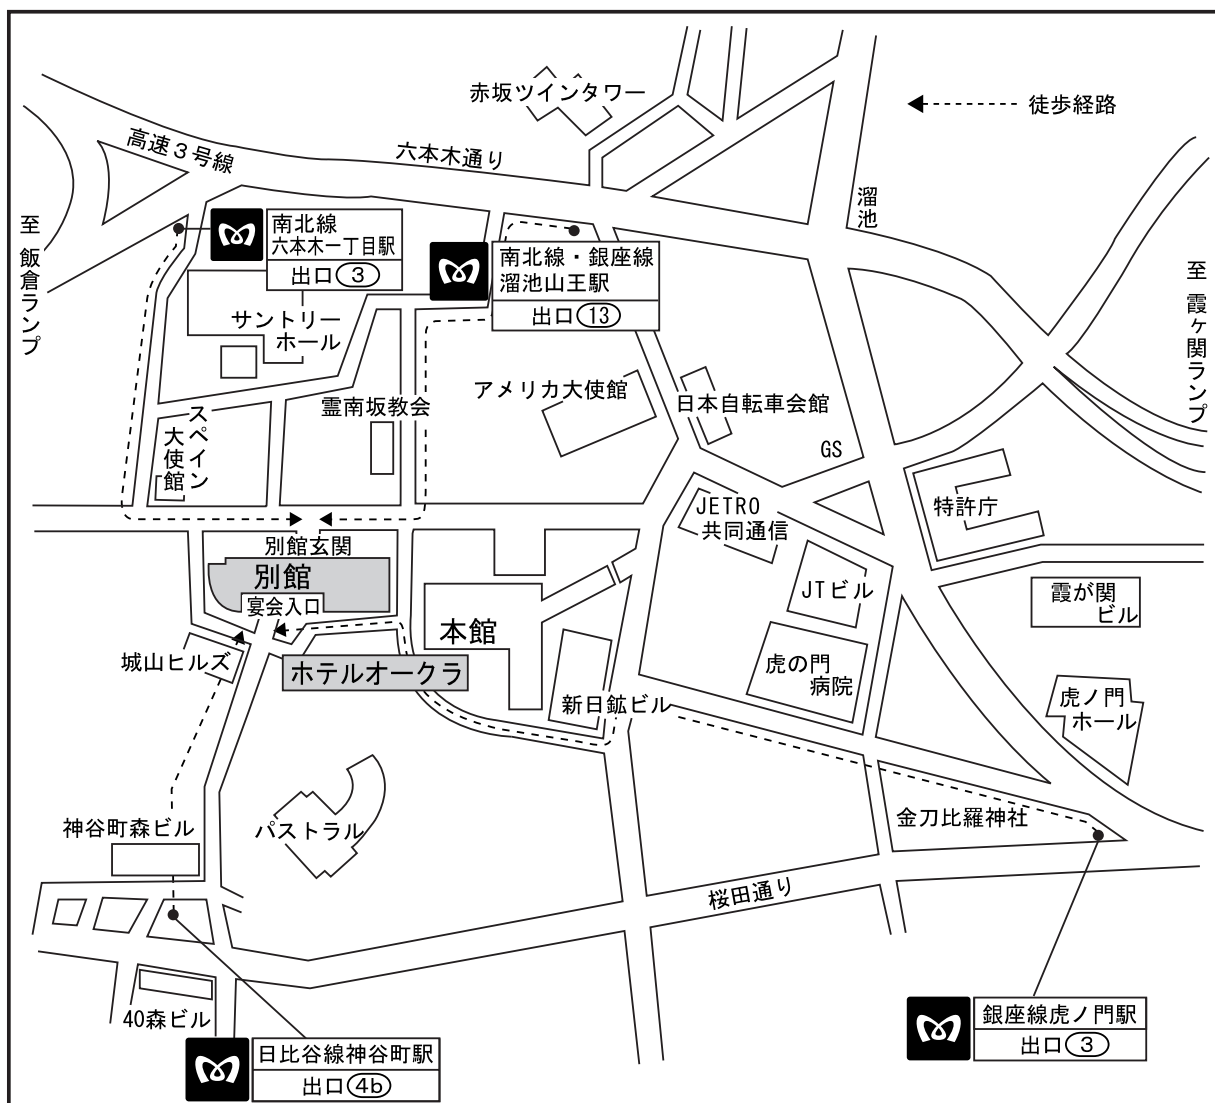 赤坂ツインタワー
徒歩経路
高速3号線
六本木通り
溜池
至 飯倉ランプ
南北線
六本木一丁目駅
出口3
南北線・銀座線
溜池山王駅
出口13
至 霞ヶ関ランプ
サントリー
ホール
アメリカ大使館
日本自転車会館
霊南坂教会
スペイン
大使館
GS
JETRO
共同通信
特許庁
別館玄関
別館
宴会入口
JTビル
霞が関
ビル
本館
城山ヒルズ
ホテルオークラ
虎の門
病院
新日鉱ビル
虎ノ門
ホール
神谷町森ビル
パストラル
金刀比羅神社
桜田通り
40森ビル
銀座線虎ノ門駅
出口3
日比谷線神谷町駅
出口4b